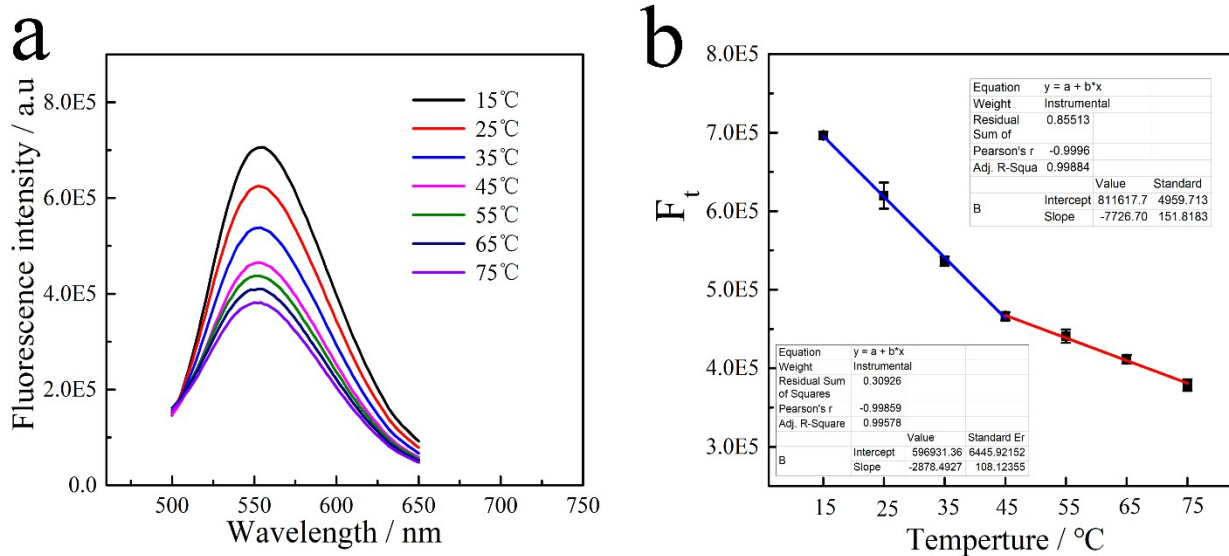 a
Fluorescence intensity / a.u
8.0E5
6.0E5
4.0E5
2.0E5
0.0
500 550 600 650 700 750
Wavelength / nm
15℃
25℃
35℃
45℃
55℃
65℃
75℃
b
Ft
8.0E5
7.0E5
6.0E5
5.0E5
4.0E5
3.0E5
15 25 35 45 55 65 75
Temperture / °C
Equation y = a + b*x
Weight Instrumental
Residual Sum of 0.85513
Pearson's r -0.9996
Adj. R-Squa 0.99884
Value Standard
B Intercept 811617.7 4959.713
Slope -7726.70 151.8183
Equation y = a + b*x
Weight Instrumental
Residual Sum 0.30926
of Squares
Pearson's r -0.99859
Adj. R-Square 0.99578
Value Standard Er
B Intercept 596931.36 6445.92152
Slope -2878.4927 108.12355